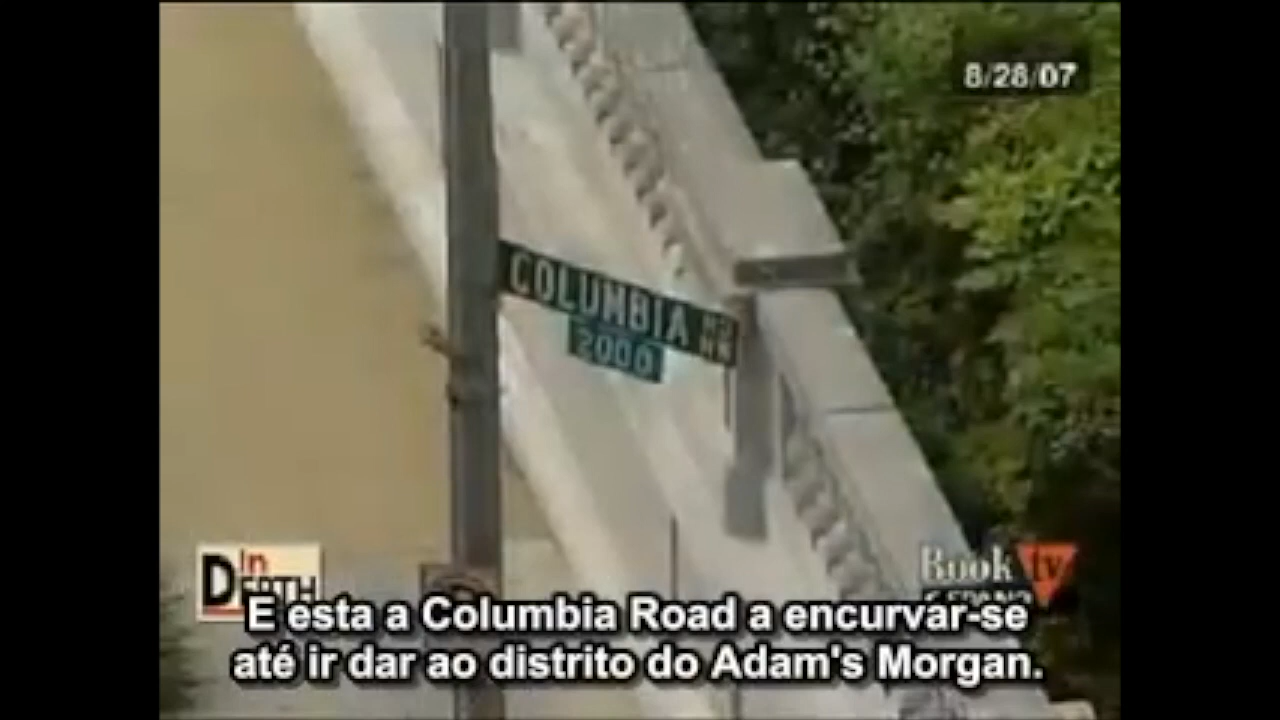 8/28/07
COLUMBIA RD
NW
2000
In
DEPTH
Book tv
E esta a Columbia Road a encurvar-se
até ir dar ao distrito do Adam's Morgan.